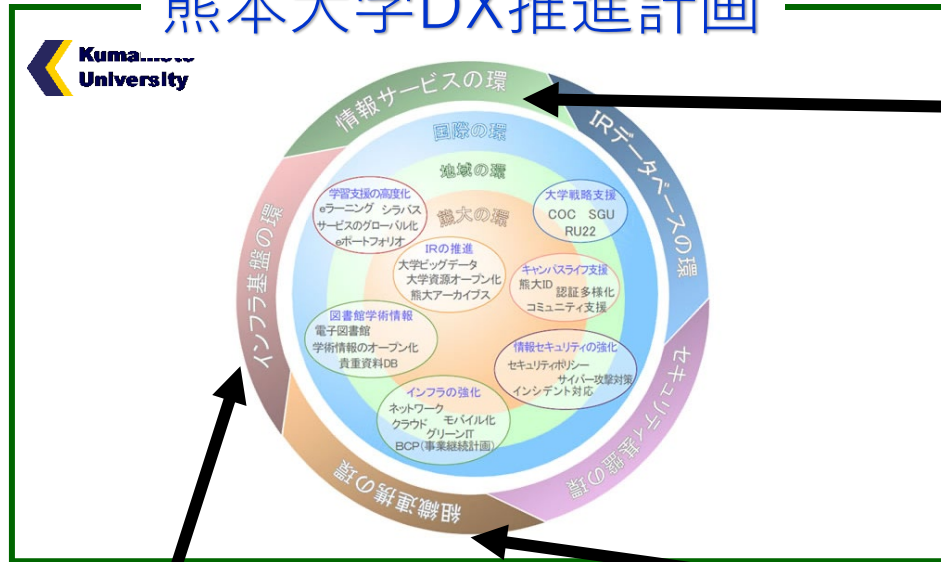 熊本大学DX推進計画
University
情報サービスの環
IRデータベースの環
セキュリティ基盤の環
組織連携の環
インフラ基盤の環
国際の環
地域の環
熊大の環
学習支援の高度化
eラーニング シラバス
サービスのグローバル化
eポートフォリオ
大学戦略支援
COC SGU
RU22
IRの推進
大学ビッグデータ
大学資源オープン化
熊大アーカイブス
キャンパスライフ支援
熊大ID
認証多様化
コミュニティ支援
図書館学術情報
電子図書館
学術情報のオープン化
貴重資料DB
情報セキュリティの強化
セキュリティポリシー
サイバー攻撃対策
インシデント対応
インフラの強化
ネットワーク
クラウド モバイル化
グリーンIT
BCP(事業継続計画)